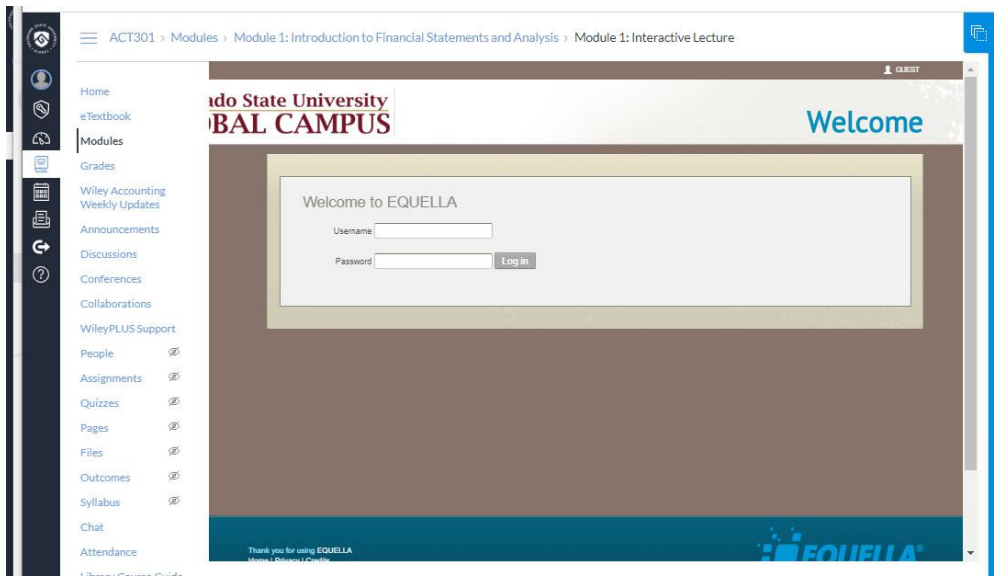 ACT301 > Modules > Module 1: Introduction to Financial Statements and Analysis > Module 1: Interactive Lecture
Home
eTextbook
Modules
Grades
Wiley Accounting
Weekly Updates
Announcements
Discussions
Conferences
Collaborations
WileyPLUS Support
People
Assignments
Quizzes
Pages
Files
Outcomes
Syllabus
Chat
Attendance
Library Course Guide
GUEST
ado State University
BAL CAMPUS
Welcome
Welcome to EQUELLA
Username
Password
Log in
Thank you for using EQUELLA
Home | Privacy | Credits
EQUELLA®